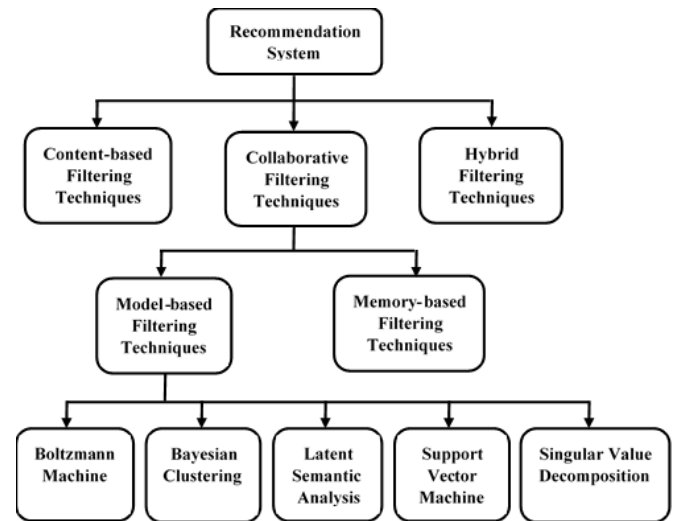 Recommendation
System
Content-based
Filtering
Techniques
Collaborative
Filtering
Techniques
Hybrid
Filtering
Techniques
Model-based
Filtering
Techniques
Memory-based
Filtering
Techniques
Boltzmann
Machine
Bayesian
Clustering
Latent
Semantic
Analysis
Support
Vector
Machine
Singular Value
Decomposition